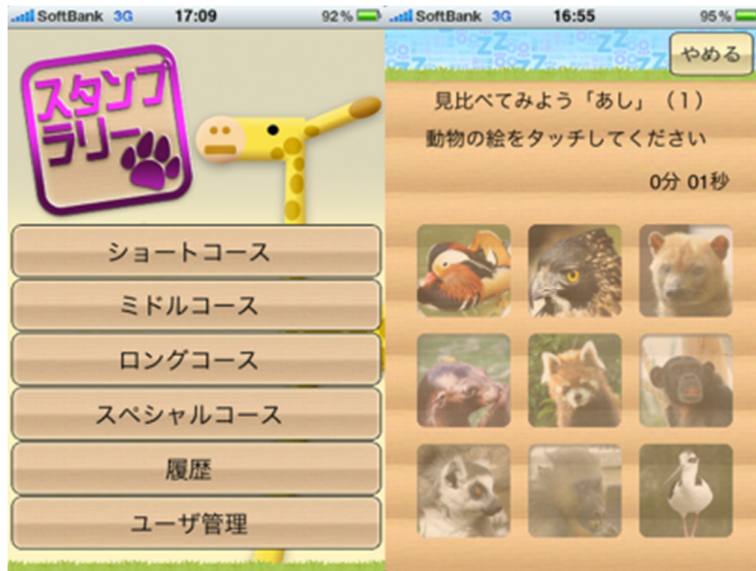 SoftBank 3G 17:09 92%
スタンプ
ラリー
ショートコース
ミドルコース
ロングコース
スペシャルコース
履歴
ユーザ管理
SoftBank 3G 16:55 95%
やめる
見比べてみよう「あし」(1)
動物の絵をタッチしてください
0分 01秒